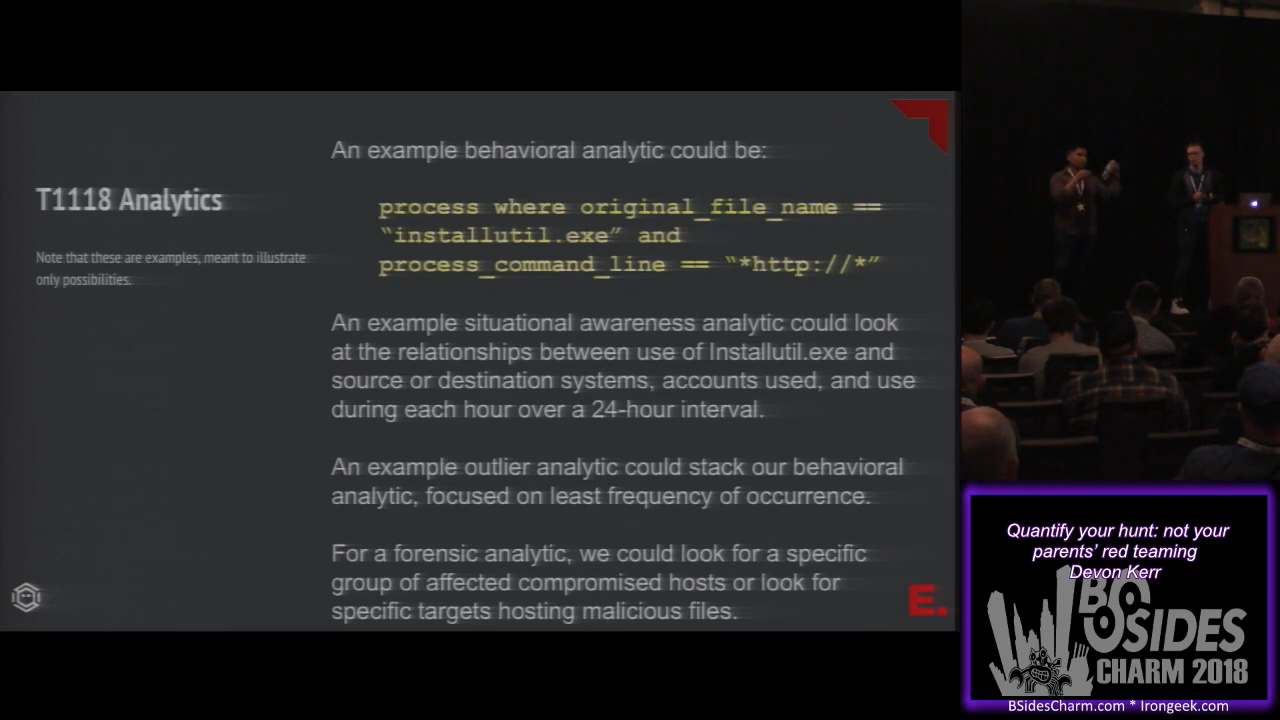 T1118 Analytics
Note that these are examples, meant to illustrate
only possibilities.
An example behavioral analytic could be:
process where original_file_name ==
“installutil.exe” and
process_command_line == “*http://*”
An example situational awareness analytic could look
at the relationships between use of Installutil.exe and
source or destination systems, accounts used, and use
during each hour over a 24-hour interval.
An example outlier analytic could stack our behavioral
analytic, focused on least frequency of occurrence.
For a forensic analytic, we could look for a specific
group of affected compromised hosts or look for
specific targets hosting malicious files.
E.
Quantify your hunt: not your
parents’ red teaming
Devon Kerr
BSIDES
CHARM 2018
BSidesCharm.com * Irongeek.com